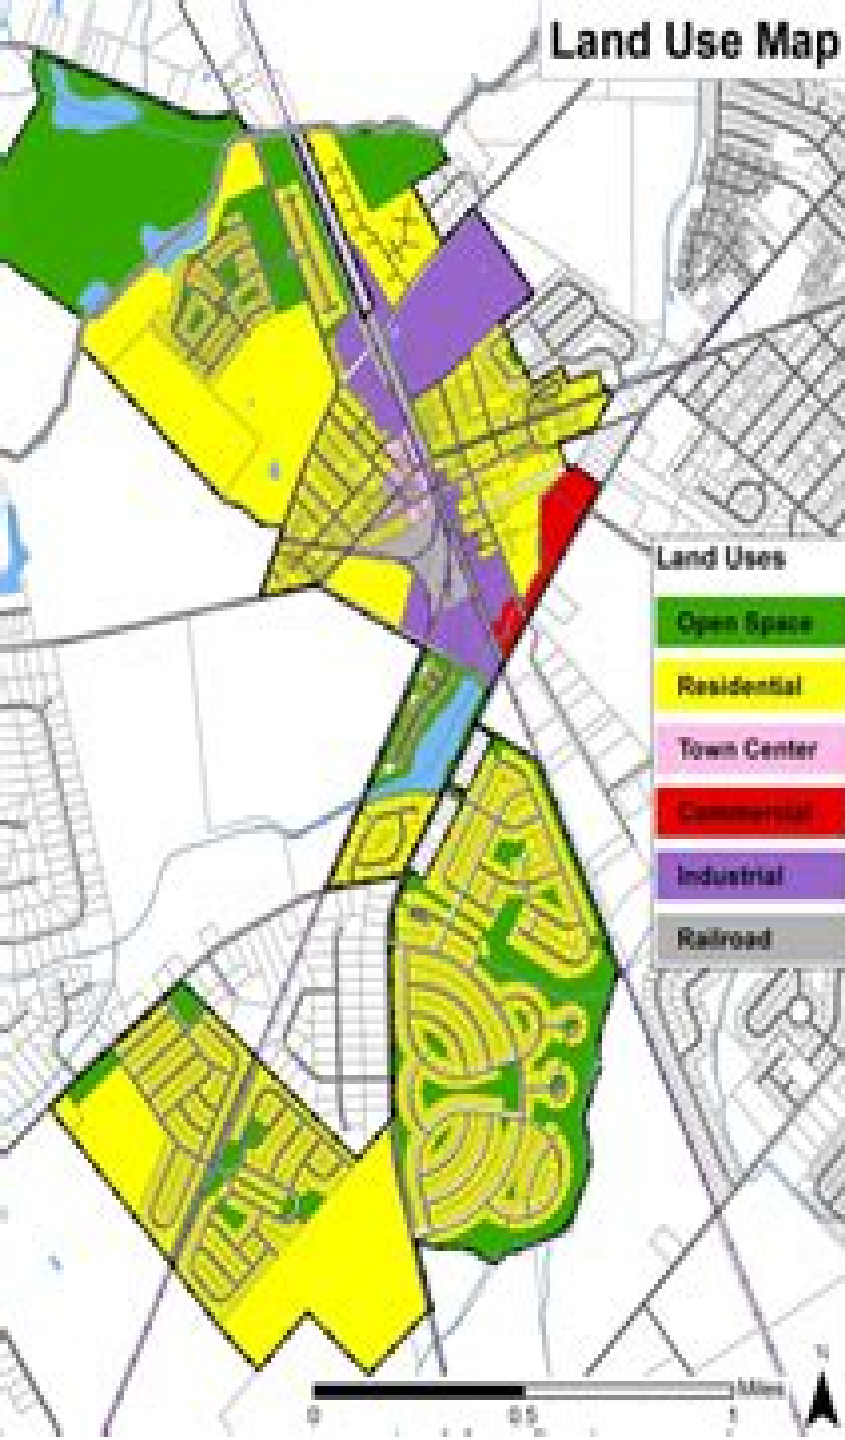 Land Use Map
Land Uses
Open Space
Residential
Town Center
Commercial
Industrial
Railroad
Miles
0 0.5 1
N